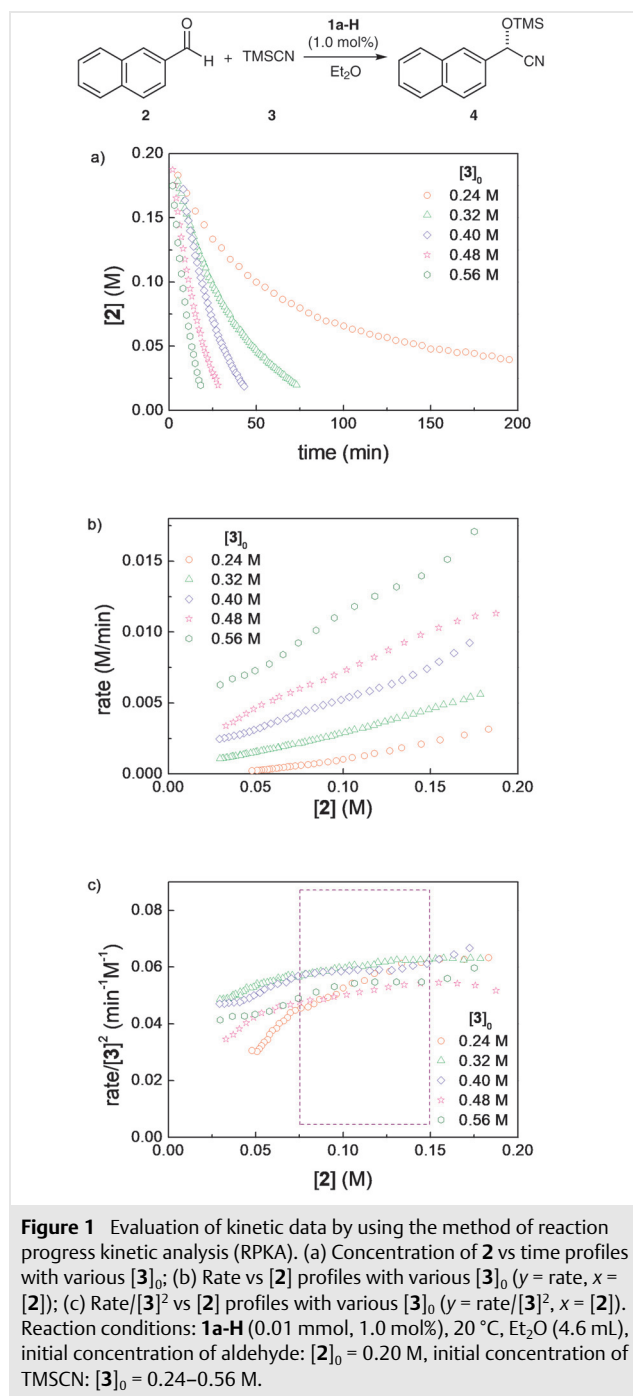 O
H
+ TMSCN
1a-H
(1.0 mol%)
Et₂O
OTMS
CN
2
3
4
a)
[2] (M)
0.20
0.15
0.10
0.05
0.00
0
50
100
150
200
time (min)
[3]₀
0.24 M
0.32 M
0.40 M
0.48 M
0.56 M
b)
rate (M/min)
0.015
0.010
0.005
0.000
0.00
0.05
0.10
0.15
0.20
[2] (M)
[3]₀
0.24 M
0.32 M
0.40 M
0.48 M
0.56 M
c)
rate/[3]² (min⁻¹M⁻¹)
0.08
0.06
0.04
0.02
0.00
0.00
0.05
0.10
0.15
0.20
[2] (M)
[3]₀
0.24 M
0.32 M
0.40 M
0.48 M
0.56 M
Figure 1 Evaluation of kinetic data by using the method of reaction
progress kinetic analysis (RPKA). (a) Concentration of 2 vs time profiles
with various [3]₀; (b) Rate vs [2] profiles with various [3]₀ (y = rate, x =
[2]); (c) Rate/[3]² vs [2] profiles with various [3]₀ (y = rate/[3]², x = [2]).
Reaction conditions: 1a-H (0.01 mmol, 1.0 mol%), 20 °C, Et₂O (4.6 mL),
initial concentration of aldehyde: [2]₀ = 0.20 M, initial concentration of
TMSCN: [3]₀ = 0.24–0.56 M.